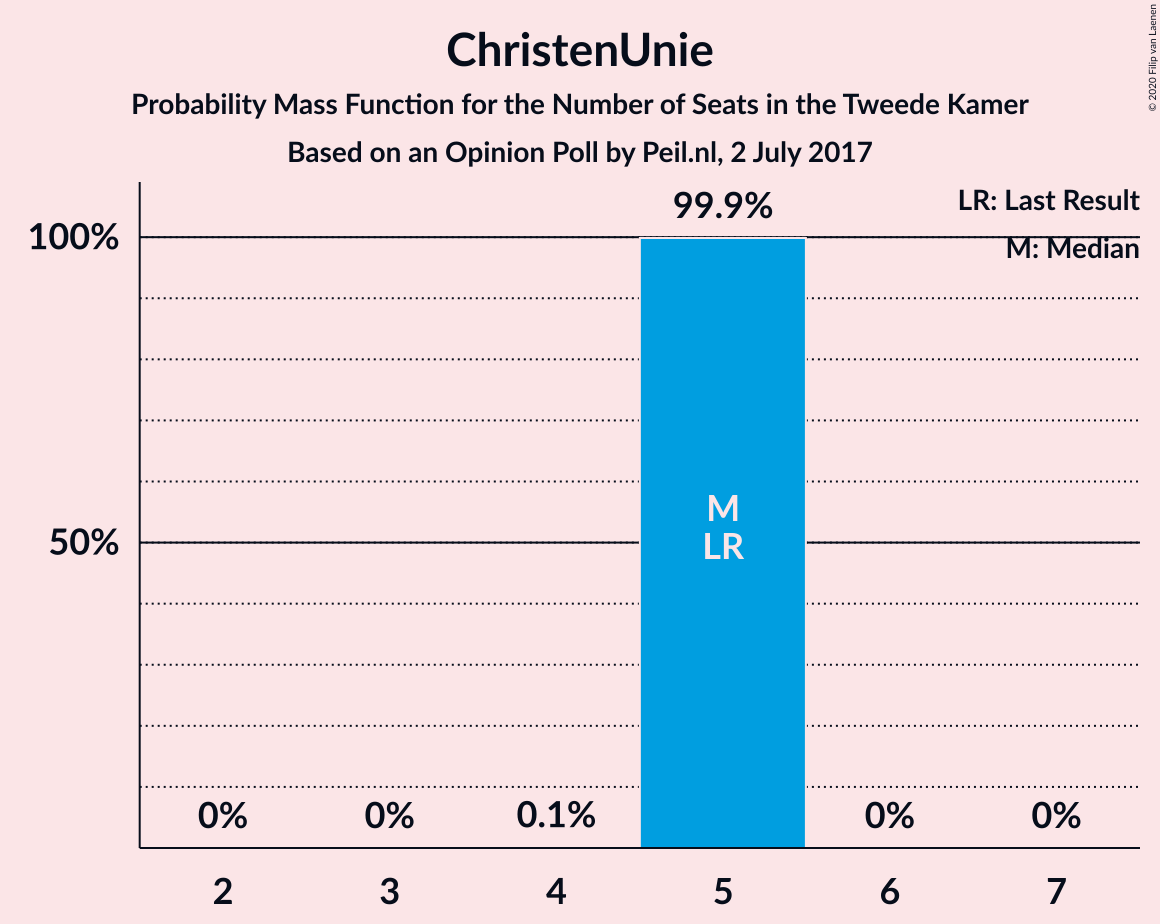 ChristenUnie
Probability Mass Function for the Number of Seats in the Tweede Kamer
Based on an Opinion Poll by Peil.nl, 2 July 2017
© 2020 Filip van Laenen
LR: Last Result
M: Median
99.9%
100%
50%
M
LR
0%
0%
0.1%
0%
0%
2
3
4
5
6
7